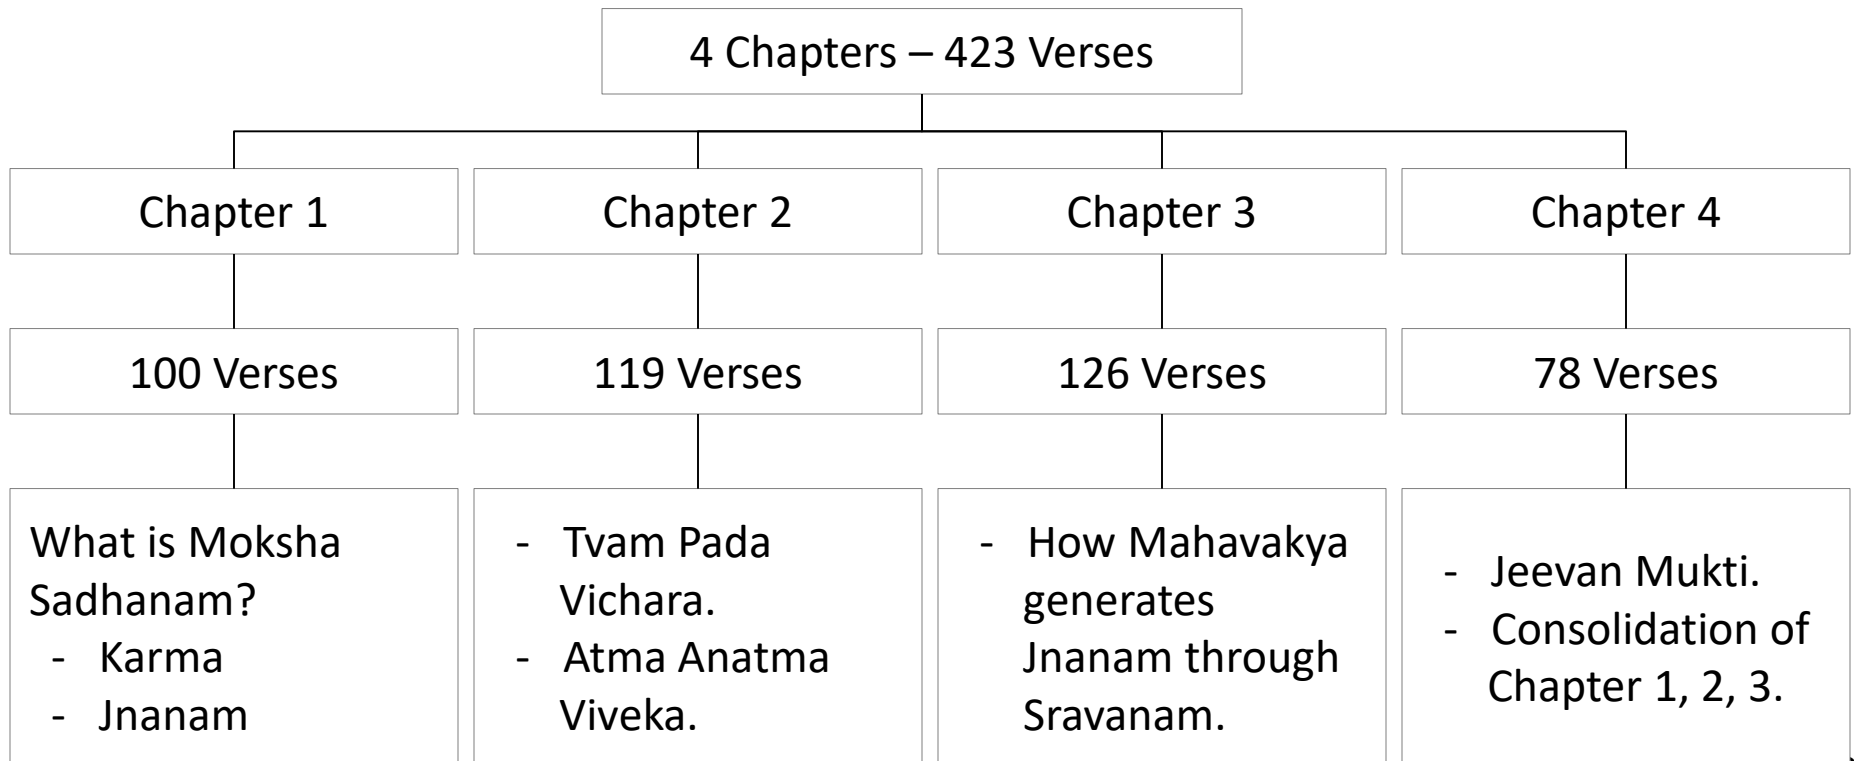 4 Chapters – 423 Verses
Chapter 1
Chapter 2
Chapter 3
Chapter 4
100 Verses
119 Verses
126 Verses
78 Verses
What is Moksha
Sadhanam?
- Karma
- Jnanam
- Tvam Pada
Vichara.
- Atma Anatma
Viveka.
- How Mahavakya
generates
Jnanam through
Sravanam.
- Jeevan Mukti.
- Consolidation of
Chapter 1, 2, 3.